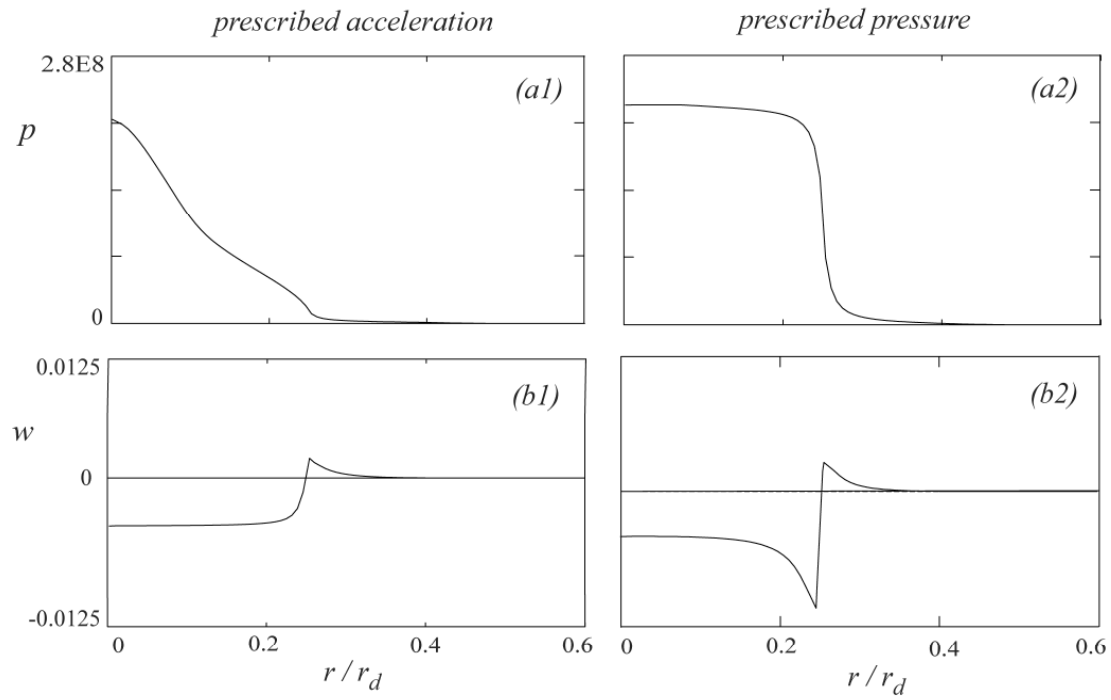 prescribed acceleration
prescribed pressure
2.8E8
(a1)
(a2)
p
0
0.0125
(b1)
(b2)
w
0
-0.0125
0 0.2 0.4 0.6
0 0.2 0.4 0.6
r / r_d
r / r_d